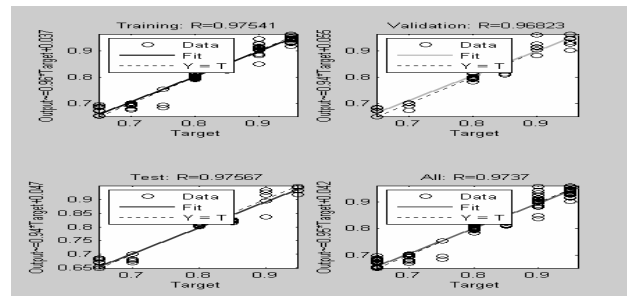 Training: R=0.97541
Output~=0.96*Target+0.037
0.9
0.8
0.7
Data
Fit
Y = T
0.7 0.8 0.9
Target
Validation: R=0.96823
Output~=0.94*Target+0.055
0.9
0.8
0.7
Data
Fit
Y = T
0.7 0.8 0.9
Target
Test: R=0.97567
Output~=0.94*Target+0.047
0.9
0.85
0.8
0.75
0.7
0.65
Data
Fit
Y = T
0.7 0.8 0.9
Target
All: R=0.9737
Output~=0.95*Target+0.042
0.9
0.8
0.7
Data
Fit
Y = T
0.7 0.8 0.9
Target